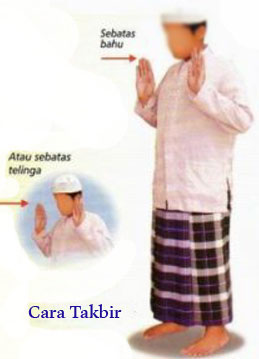 Sebatas
bahu
Atau sebatas
telinga
Cara Takbir